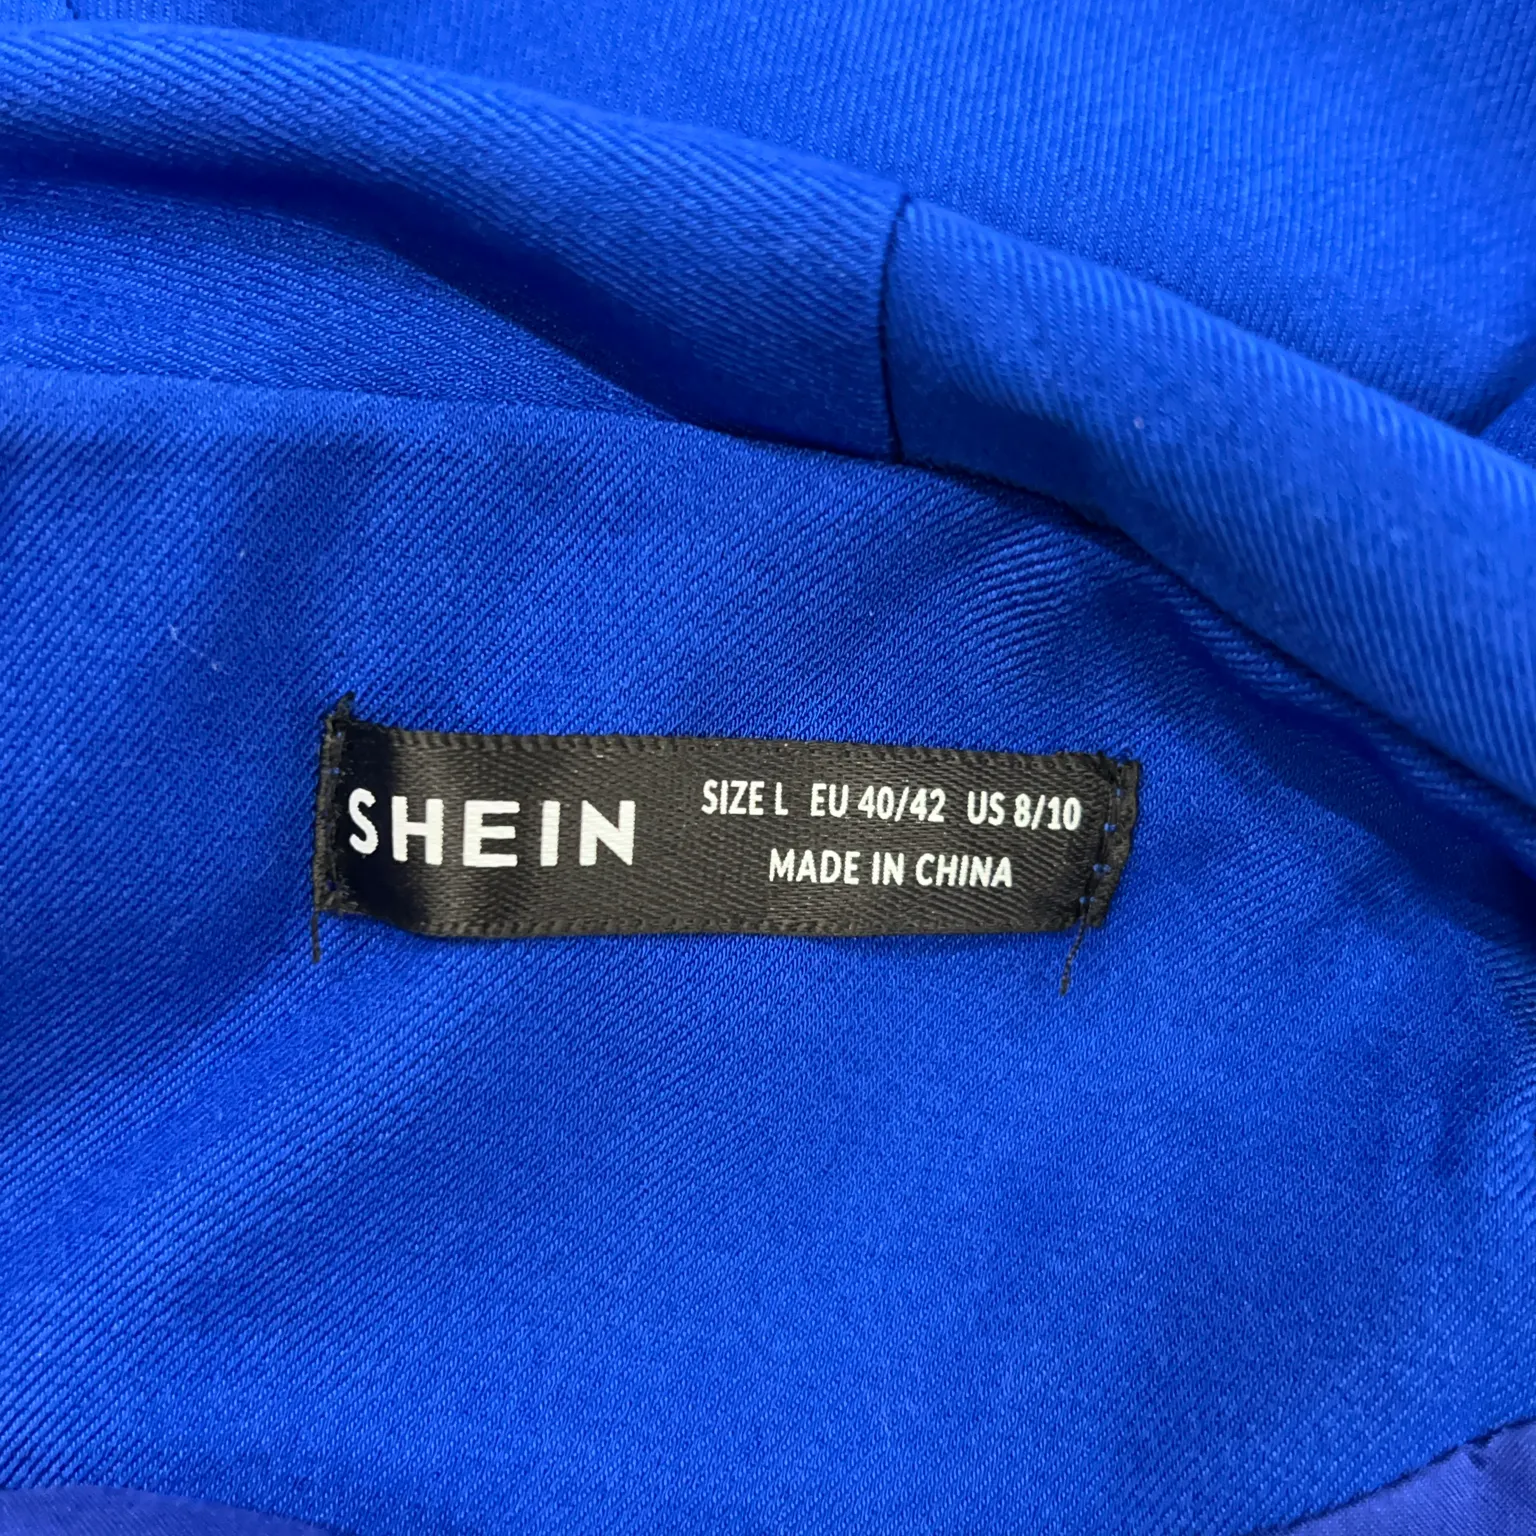 SHEIN
SIZE L EU 40/42 US 8/10
MADE IN CHINA